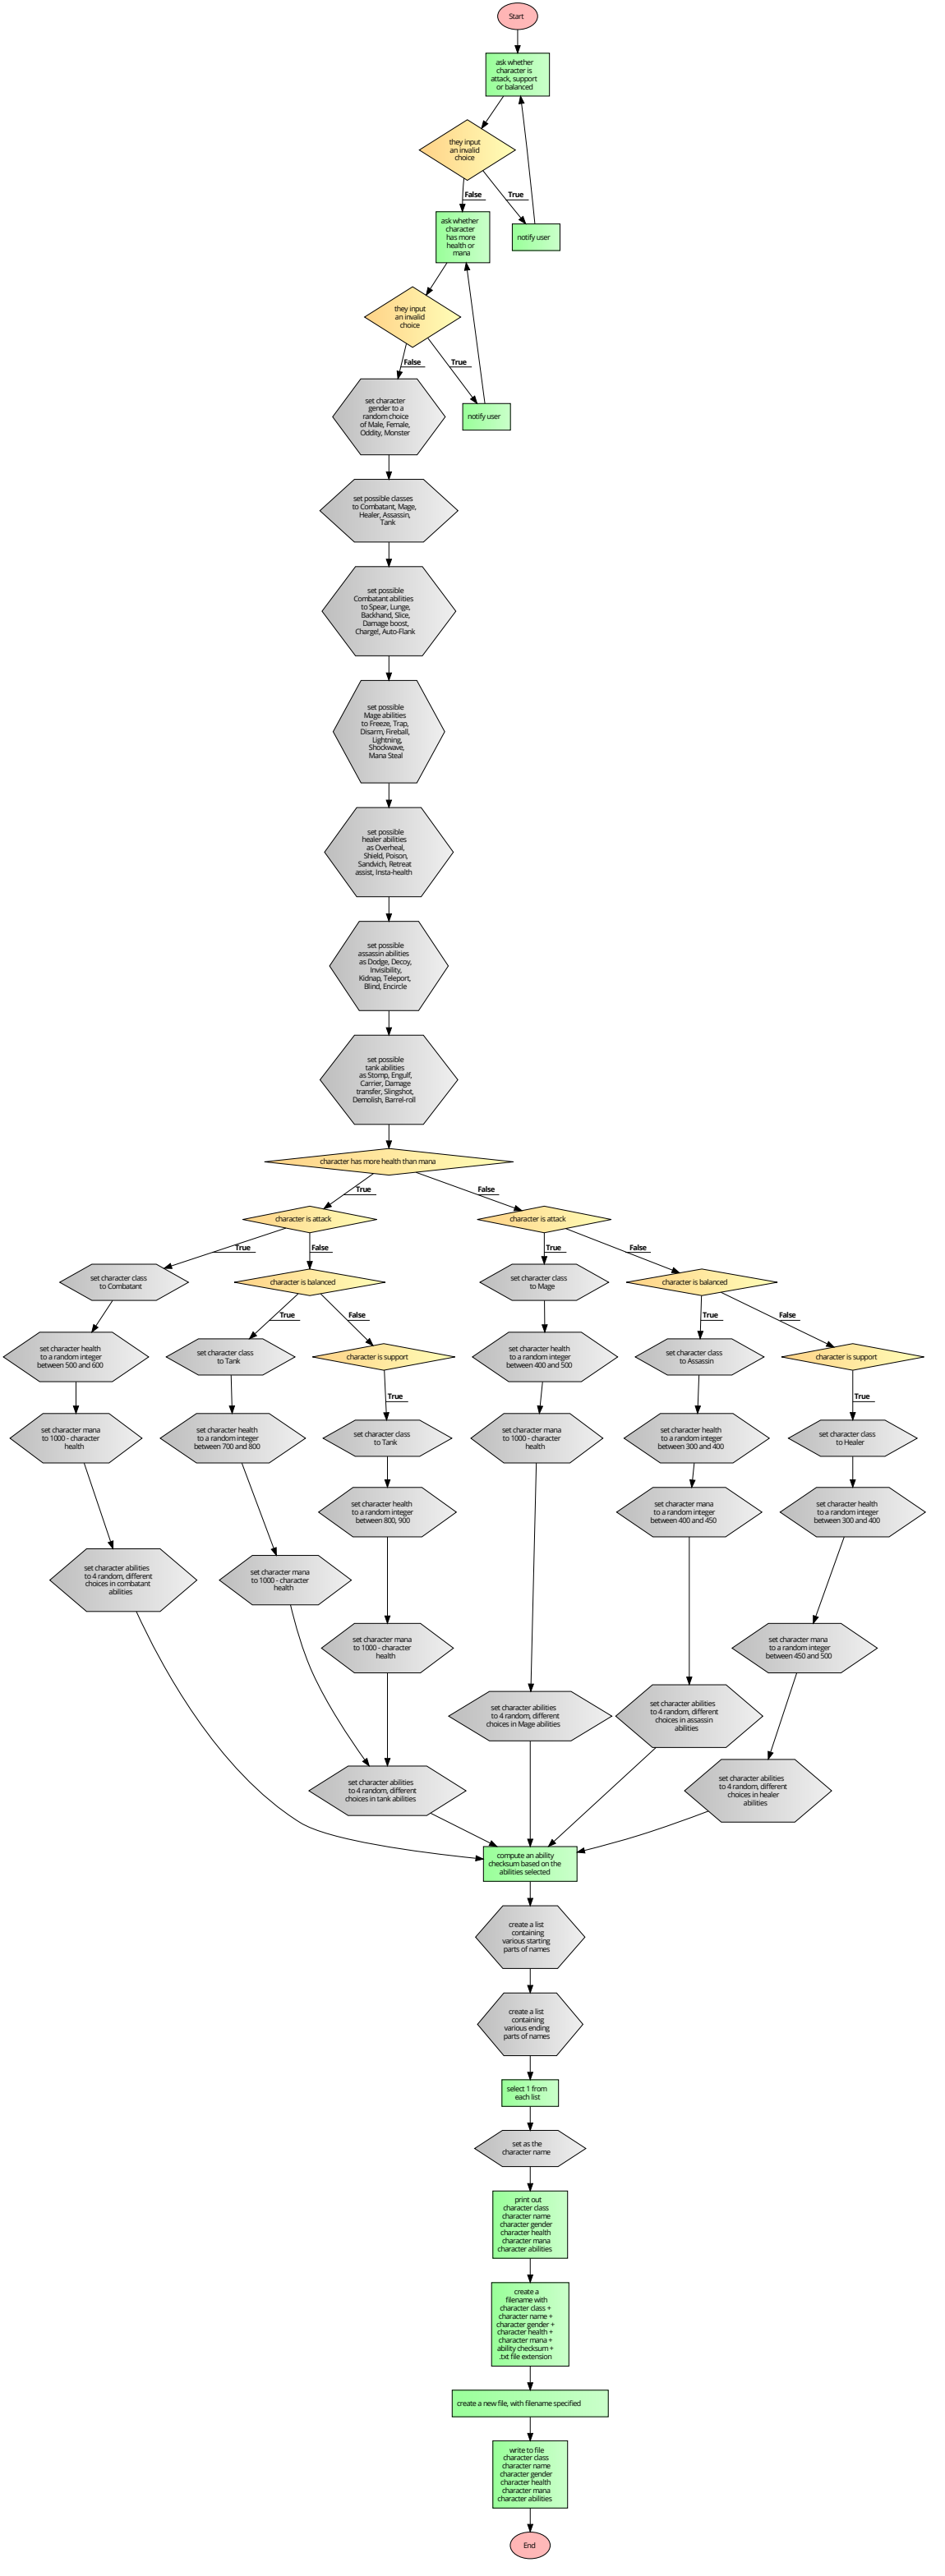 Start
ask whether
character is
attack, support
or balanced
they input
an invalid
choice
False
True
ask whether
character
has more
health or
mana
notify user
they input
an invalid
choice
False
True
set character
gender to a
random choice
of Male, Female,
Oddity, Monster
notify user
set possible classes
to Combatant, Mage,
Healer, Assassin,
Tank
set possible
Combatant abilities
to Spear, Lunge,
Backhand, Slice,
Damage boost,
Charge!, Auto-Flank
set possible
Mage abilities
to Freeze, Trap,
Disarm, Fireball,
Lightning,
Shockwave,
Mana Steal
set possible
healer abilities
as Overheal,
Shield, Poison,
Sandvich, Retreat
assist, Insta-health
set possible
assassin abilities
as Dodge, Decoy,
Invisibility,
Kidnap, Teleport,
Blind, Encircle
set possible
tank abilities
as Stomp, Engulf,
Carrier, Damage
transfer, Slingshot,
Demolish, Barrel-roll
character has more health than mana
True
False
character is attack
character is attack
True
False
True
False
set character class
to Combatant
character is balanced
set character class
to Mage
character is balanced
True
False
True
False
set character health
to a random integer
between 500 and 600
set character class
to Tank
character is support
set character health
to a random integer
between 400 and 500
set character class
to Assassin
character is support
True
True
set character mana
to 1000 - character
health
set character health
to a random integer
between 700 and 800
set character class
to Tank
set character mana
to 1000 - character
health
set character health
to a random integer
between 300 and 400
set character class
to Healer
set character health
to a random integer
between 800, 900
set character mana
to a random integer
between 400 and 450
set character health
to a random integer
between 300 and 400
set character abilities
to 4 random, different
choices in combatant
abilities
set character mana
to 1000 - character
health
set character mana
to 1000 - character
health
set character mana
to a random integer
between 450 and 500
set character abilities
to 4 random, different
choices in Mage abilities
set character abilities
to 4 random, different
choices in assassin
abilities
set character abilities
to 4 random, different
choices in tank abilities
set character abilities
to 4 random, different
choices in healer
abilities
compute an ability
checksum based on the
abilities selected
create a list
containing
various starting
parts of names
create a list
containing
various ending
parts of names
select 1 from
each list
set as the
character name
print out
character class
character name
character gender
character health
character mana
character abilities
create a
filename with
character class +
character name +
character gender +
character health +
character mana +
ability checksum +
.txt file extension
create a new file, with filename specified
write to file
character class
character name
character gender
character health
character mana
character abilities
End